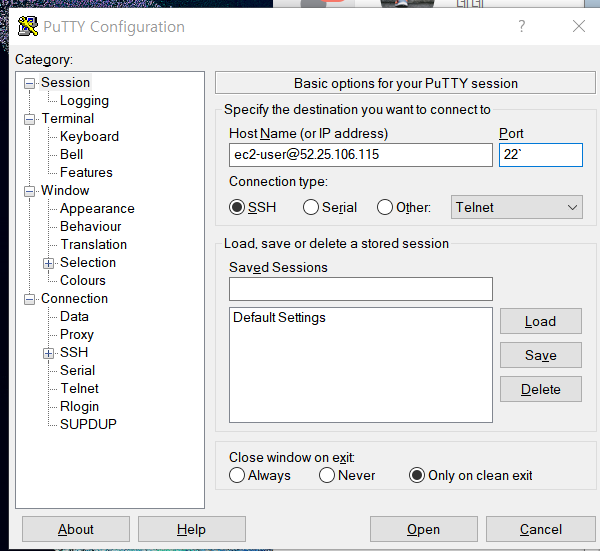 PuTTY Configuration
?
Category:
Session
Logging
Terminal
Keyboard
Bell
Features
Window
Appearance
Behaviour
Translation
Selection
Colours
Connection
Data
Proxy
SSH
Serial
Telnet
Rlogin
SUPDUP
Basic options for your PuTTY session
Specify the destination you want to connect to
Host Name (or IP address) Port
ec2-user@52.25.106.115 22`
Connection type:
SSH Serial Other: Telnet
Load, save or delete a stored session
Saved Sessions
Default Settings
Load
Save
Delete
Close window on exit:
Always Never Only on clean exit
About Help Open Cancel